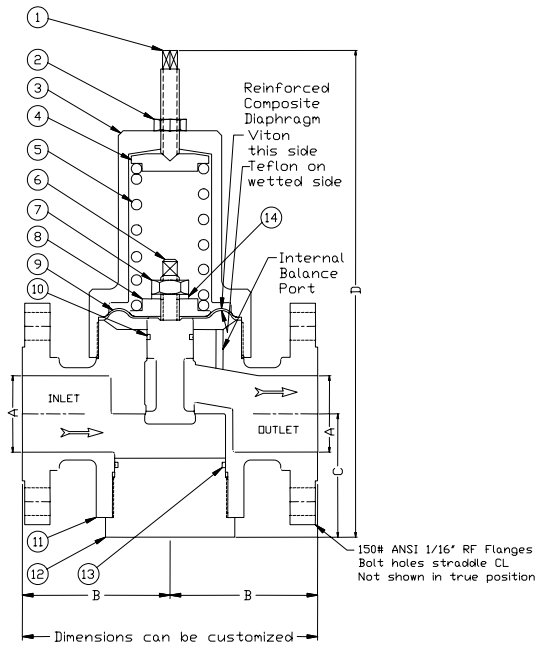 1
2
3
4
5
6
7
8
9
10
11
12
13
14
Reinforced
Composite
Diaphragm
Viton
this side
Teflon on
wetted side
Internal
Balance
Port
D
A
INLET
OUTLET
A
C
150# ANSI 1/16" RF Flanges
Bolt holes straddle CL
Not shown in true position
B
B
Dimensions can be customized